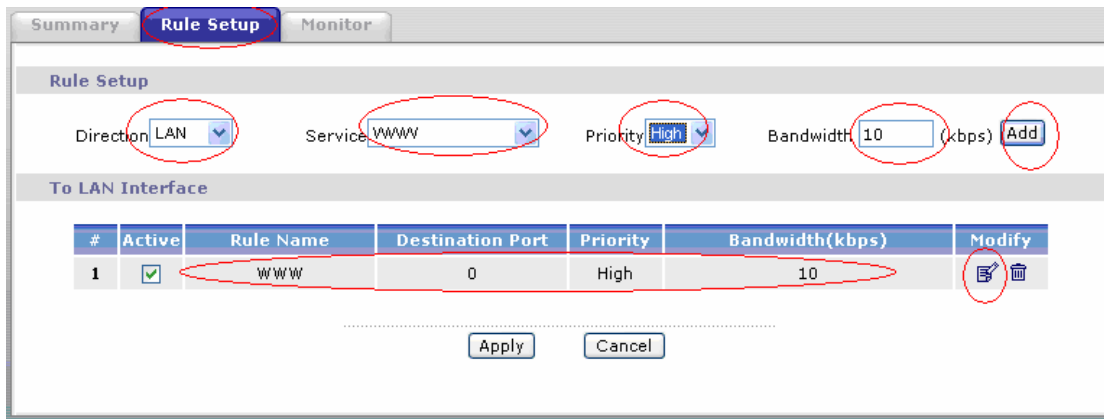 Summary Rule Setup Monitor
Rule Setup
Direction LAN Service WWW Priority High Bandwidth 10 (kbps) Add
To LAN Interface
# Active Rule Name Destination Port Priority Bandwidth(kbps) Modify
1 WWW 0 High 10
Apply Cancel